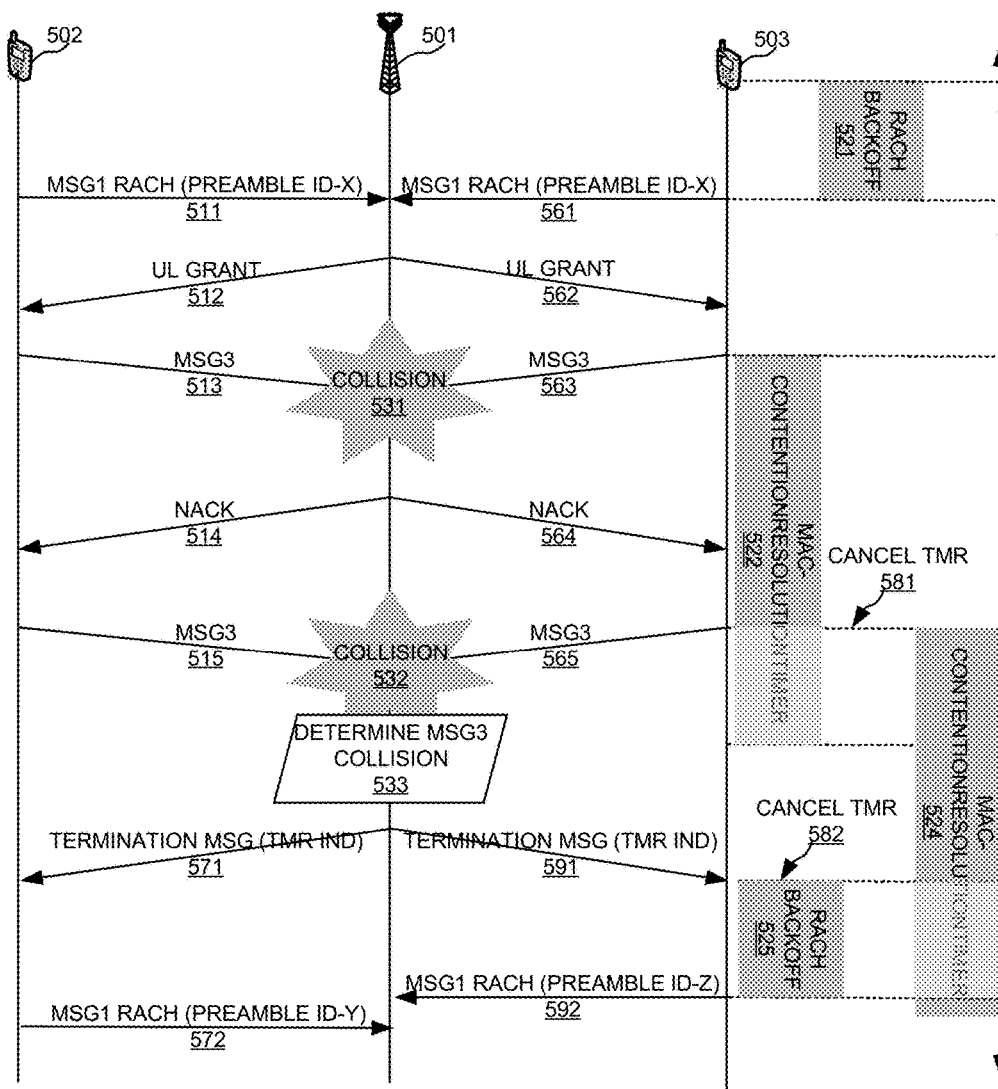 502
501
503
RACH
BACKOFF
521
MSG1 RACH (PREAMBLE ID-X)
511
MSG1 RACH (PREAMBLE ID-X)
561
UL GRANT
512
UL GRANT
562
MSG3
513
COLLISION
531
MSG3
563
MAC-
CONTENTIONRESOLUTIONTIMER
522
NACK
514
NACK
564
CANCEL TMR
581
MSG3
515
COLLISION
532
MSG3
565
MAC-
CONTENTIONRESOLUTIONTIMER
524
DETERMINE MSG3
COLLISION
533
CANCEL TMR
582
TERMINATION MSG (TMR IND)
571
TERMINATION MSG (TMR IND)
591
RACH
BACKOFF
525
MSG1 RACH (PREAMBLE ID-Z)
592
MSG1 RACH (PREAMBLE ID-Y)
572